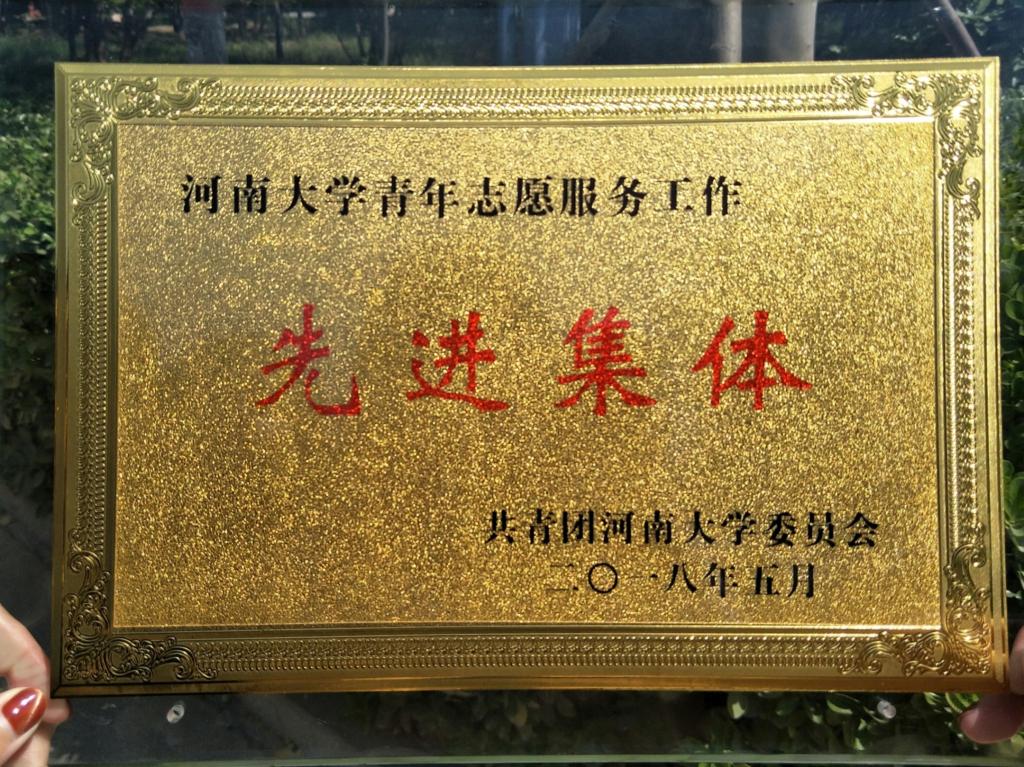 河南大学青年志愿服务工作
先进集体
共青团河南大学委员会
二〇一八年五月